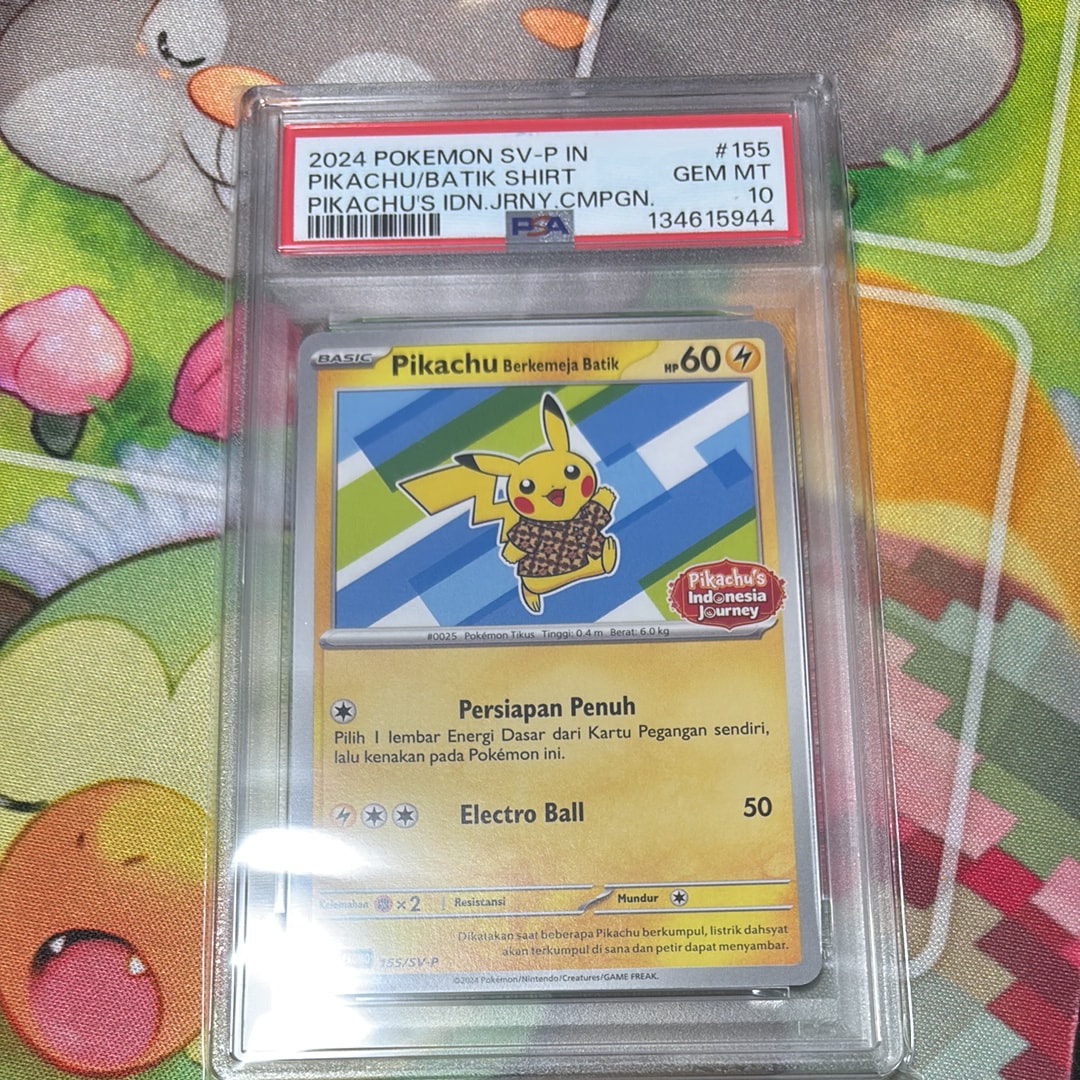 2024 POKEMON SV-P IN #155
PIKACHU/BATIK SHIRT GEM MT
PIKACHU'S IDN.JRNY.CMPGN. 10
PSA 134615944
BASIC Pikachu Berkemeja Batik HP 60
Pikachu's
Indonesia
Journey
#0025 Pokémon Tikus Tinggi: 0.4 m Berat: 6.0 kg
Persiapan Penuh
Pilih 1 lembar Energi Dasar dari Kartu Pegangan sendiri,
lalu kenakan pada Pokémon ini.
Electro Ball 50
Kelemahan ×2 Resistansi Mundur
Dikatakan saat beberapa Pikachu berkumpul, listrik dahsyat
akan terkumpul di sana dan petir dapat menyambar.
155/SV-P
©2024 Pokémon/Nintendo/Creatures/GAME FREAK.